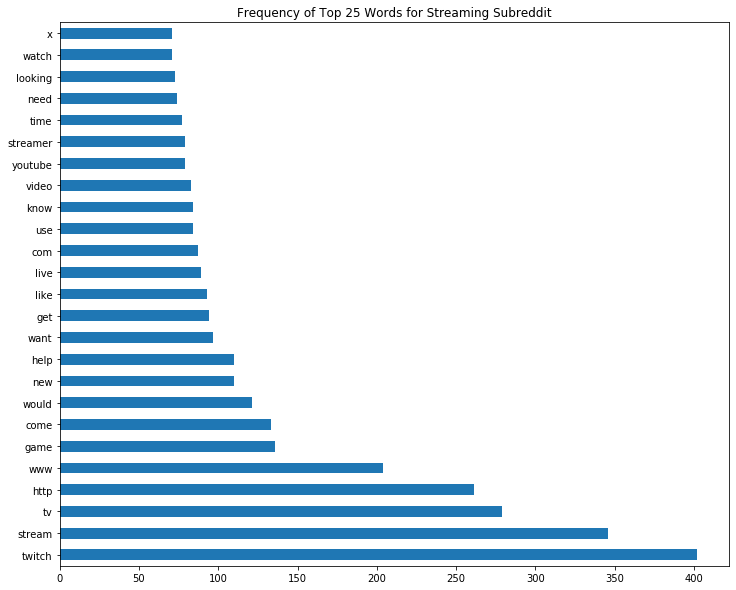 Frequency of Top 25 Words for Streaming Subreddit
x
watch
looking
need
time
streamer
youtube
video
know
use
com
live
like
get
want
help
new
would
come
game
www
http
tv
stream
twitch
0 50 100 150 200 250 300 350 400